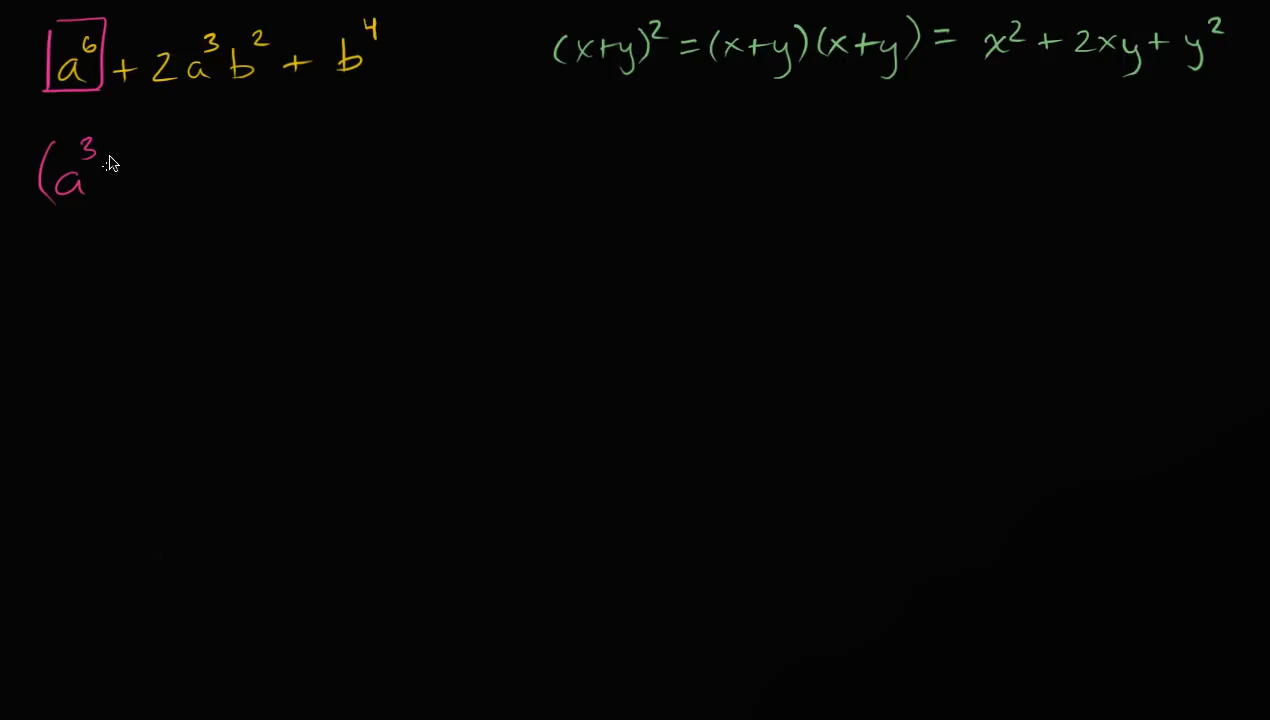 a⁶ + 2a³b² + b⁴
(x+y)² = (x+y)(x+y) = x² + 2xy + y²
(a³